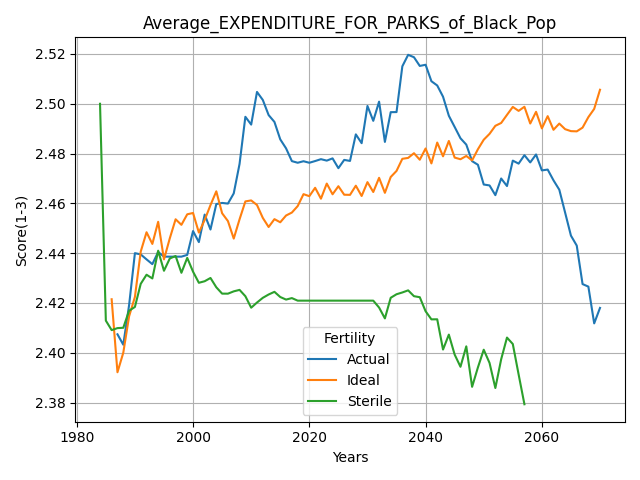 Average_EXPENDITURE_FOR_PARKS_of_Black_Pop
Score(1-3)
2.52
2.50
2.48
2.46
2.44
2.42
2.40
2.38
Fertility
Actual
Ideal
Sterile
1980
2000
2020
2040
2060
Years